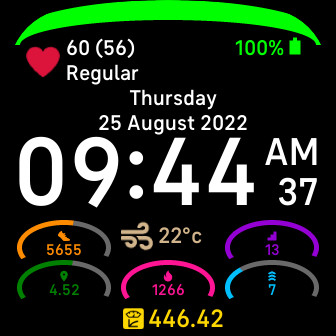 60 (56) 100%
Regular
Thursday
25 August 2022
09:44 AM
37
5655 22°c 13
4.52 1266 7
446.42